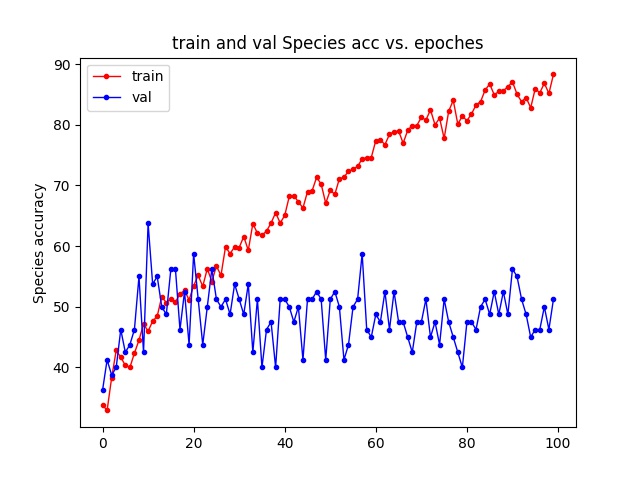 train and val Species acc vs. epoches
train
val
Species accuracy
90
80
70
60
50
40
0 20 40 60 80 100